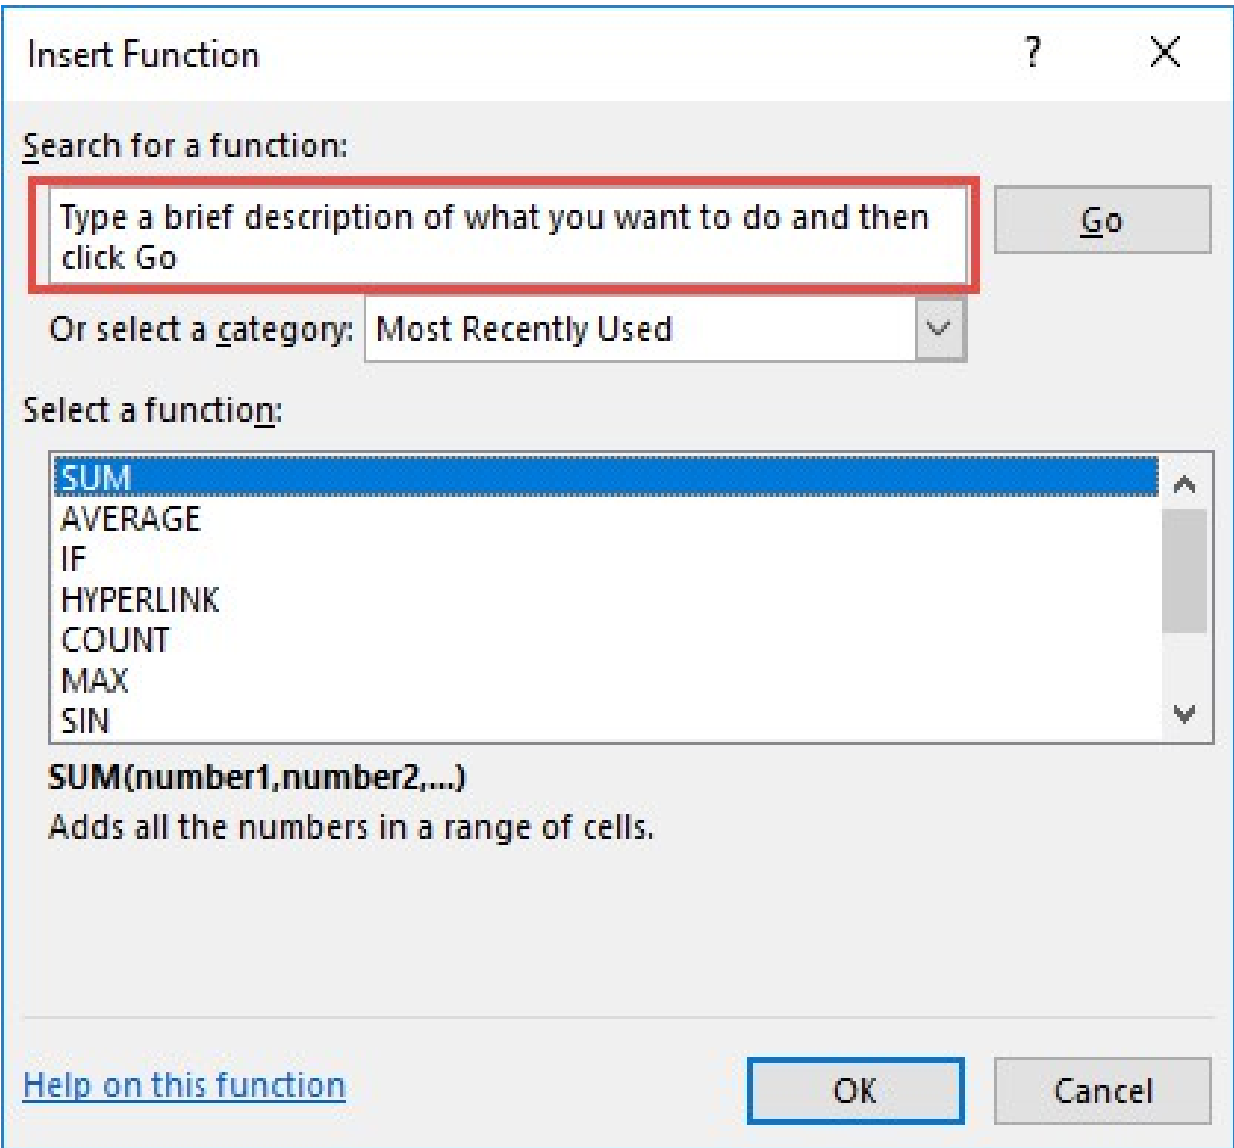 Insert Function
?
Search for a function:
Type a brief description of what you want to do and then
click Go
Go
Or select a category:
Most Recently Used
Select a function:
SUM
AVERAGE
IF
HYPERLINK
COUNT
MAX
SIN
SUM(number1,number2,...)
Adds all the numbers in a range of cells.
Help on this function
OK
Cancel